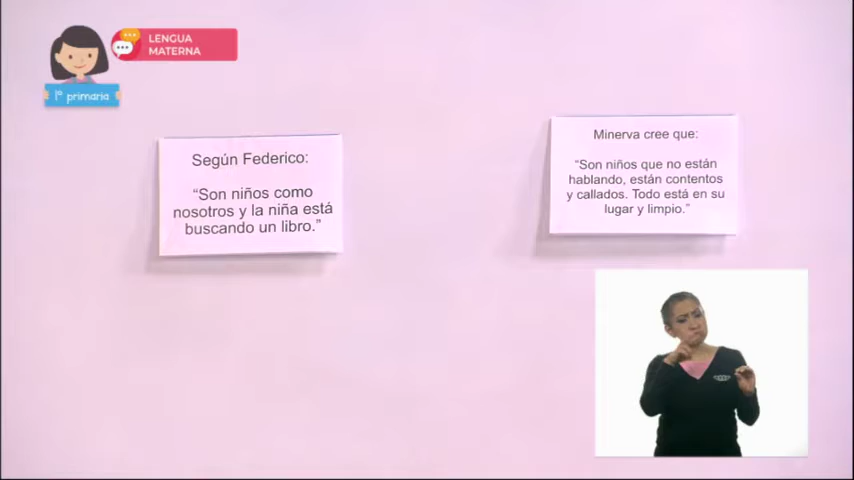 LENGUA
MATERNA
1° primaria
Según Federico:
“Son niños como
nosotros y la niña está
buscando un libro.”
Minerva cree que:
“Son niños que no están
hablando, están contentos
y callados. Todo está en su
lugar y limpio.”